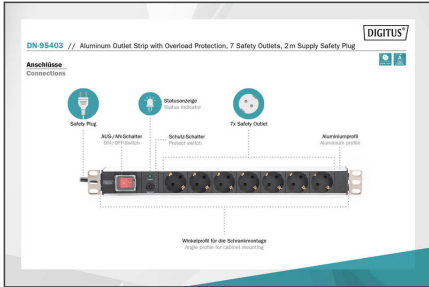 DIGITUS®
DN-95403 // Aluminum Outlet Strip with Overload Protection, 7 Safety Outlets, 2 m Supply Safety Plug
Anschlüsse
Connections
Safety Plug
Statusanzeige
Status indicator
7x Safety Outlet
AUS-/AN-Schalter
ON-/OFF-Switch
Schutz-Schalter
Protect switch
Aluminiumprofil
Aluminium profile
Winkelprofil für die Schrankmontage
Angle profile for cabinet mounting